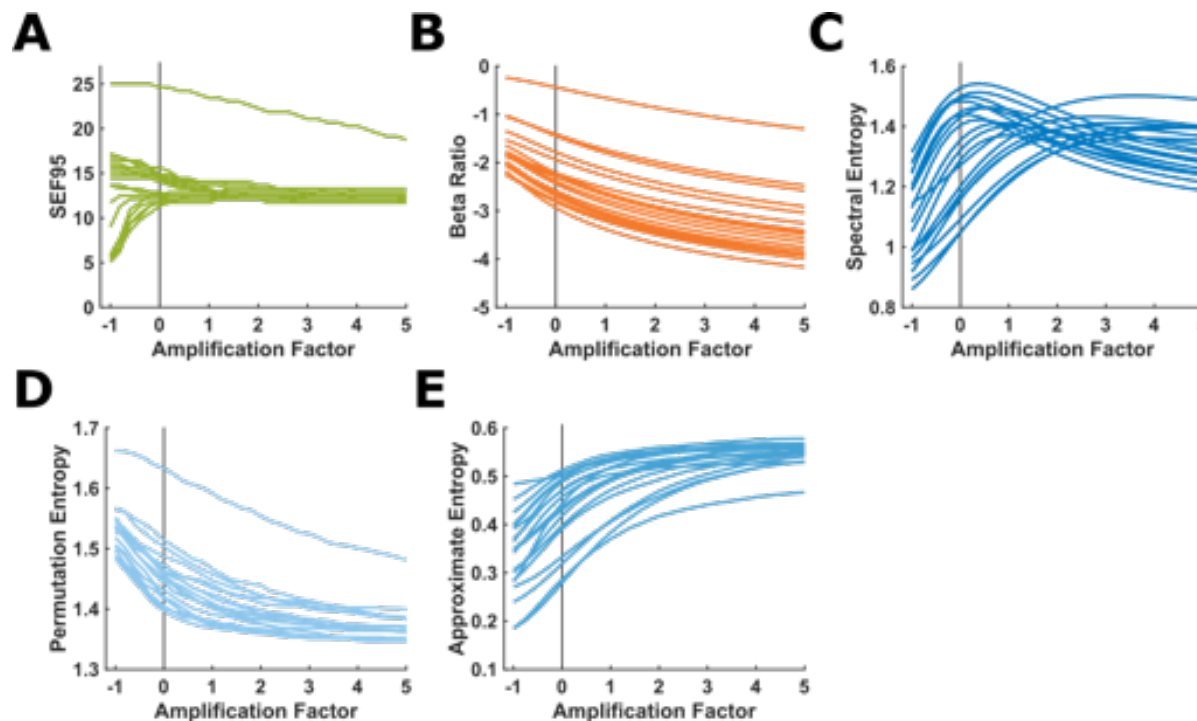 A
SEF95
25
20
15
10
5
0
-1 0 1 2 3 4 5
Amplification Factor
B
Beta Ratio
0
-1
-2
-3
-4
-5
-1 0 1 2 3 4 5
Amplification Factor
C
Spectral Entropy
1.6
1.4
1.2
1
0.8
-1 0 1 2 3 4
Amplification Factor
D
Permutation Entropy
1.7
1.6
1.5
1.4
1.3
-1 0 1 2 3 4 5
Amplification Factor
E
Approximate Entropy
0.6
0.5
0.4
0.3
0.2
0.1
-1 0 1 2 3 4 5
Amplification Factor